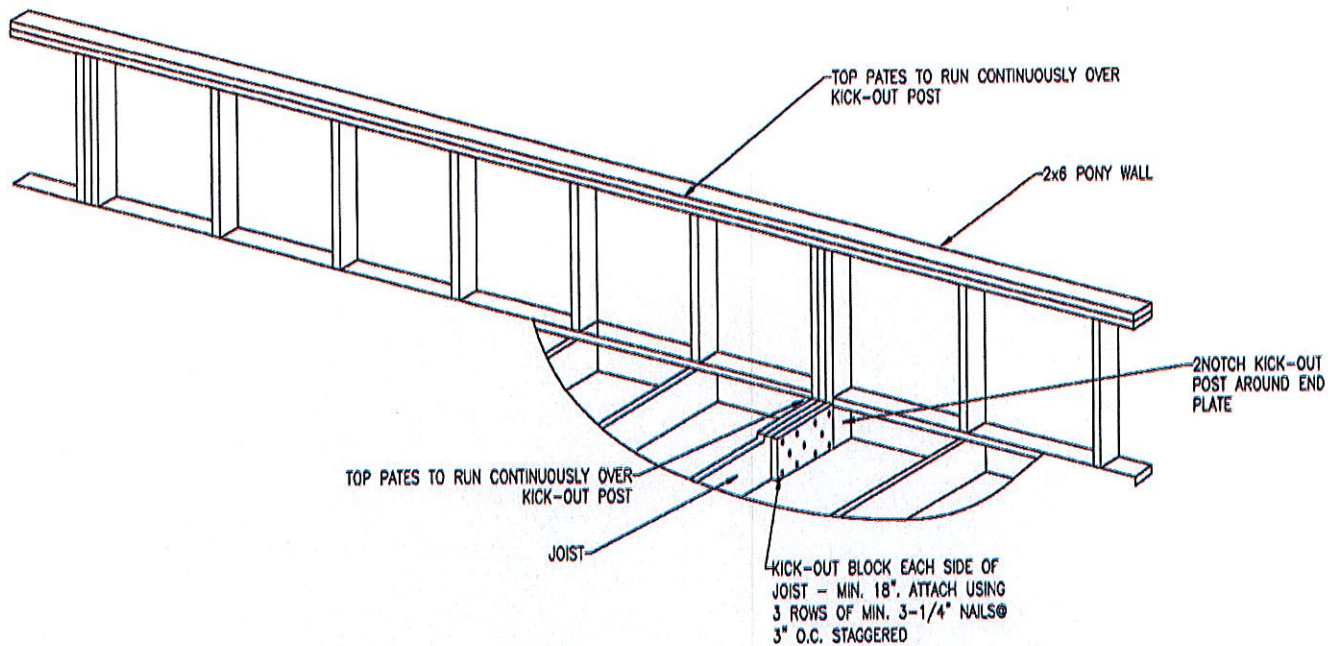 TOP PATES TO RUN CONTINUOUSLY OVER
KICK-OUT POST
2x6 PONY WALL
2NOTCH KICK-OUT
POST AROUND END
PLATE
TOP PATES TO RUN CONTINUOUSLY OVER
KICK-OUT POST
JOIST
KICK-OUT BLOCK EACH SIDE OF
JOIST - MIN. 18". ATTACH USING
3 ROWS OF MIN. 3-1/4" NAILS@
3" O.C. STAGGERED